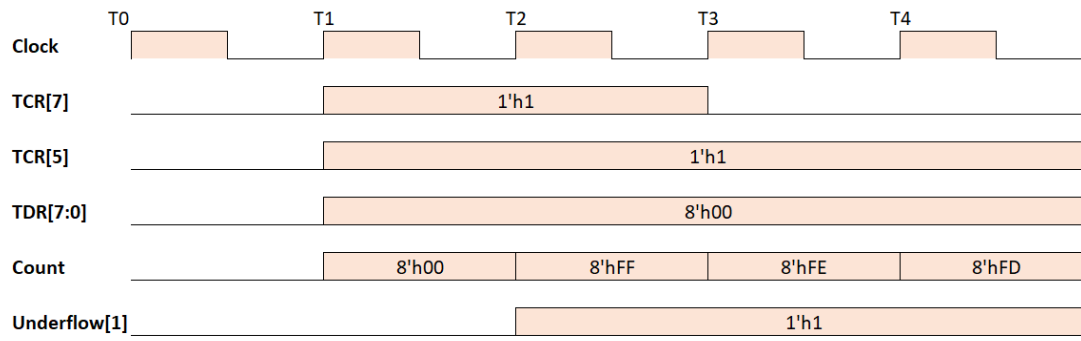 T0 T1 T2 T3 T4
Clock
TCR[7] 1'h1
TCR[5] 1'h1
TDR[7:0] 8'h00
Count 8'h00 8'hFF 8'hFE 8'hFD
Underflow[1] 1'h1